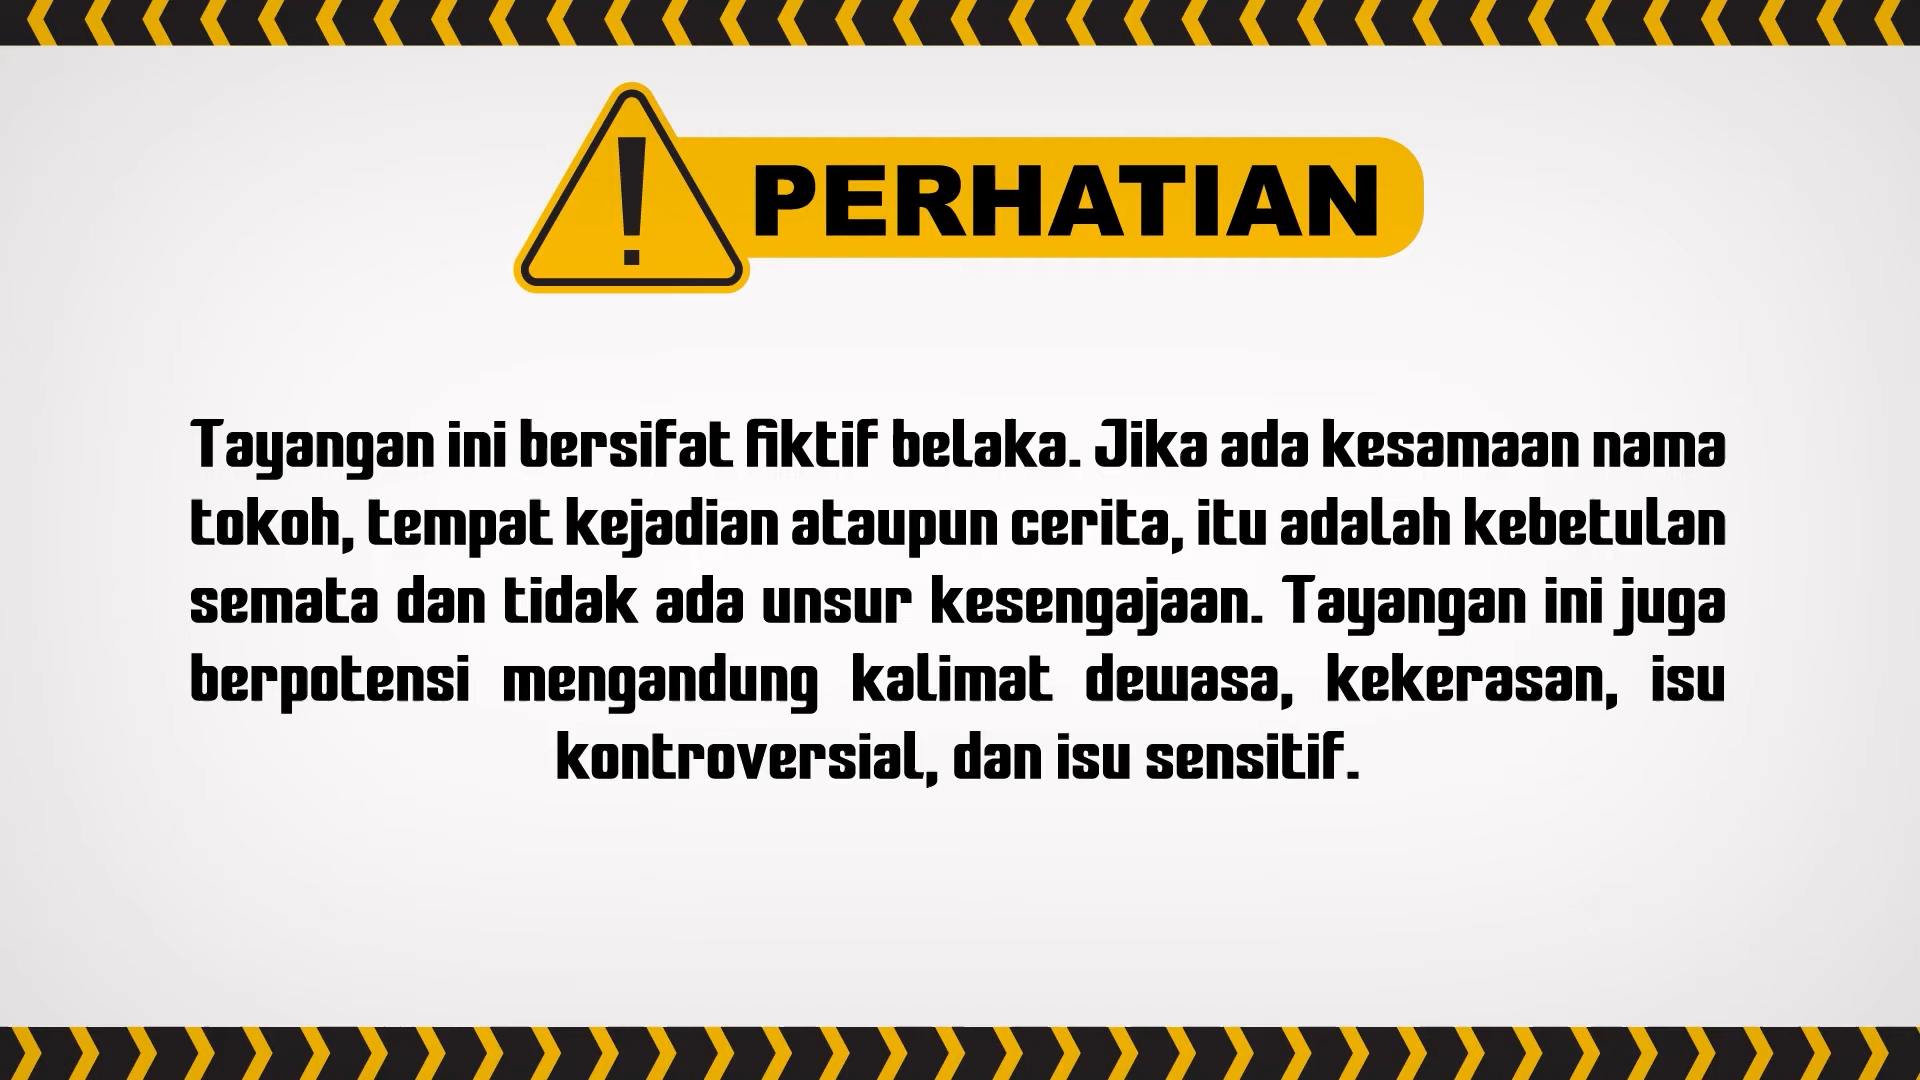 PERHATIAN
Tayangan ini bersifat fiktif belaka. Jika ada kesamaan nama
tokoh, tempat kejadian ataupun cerita, itu adalah kebetulan
semata dan tidak ada unsur kesengajaan. Tayangan ini juga
berpotensi mengandung kalimat dewasa, kekerasan, isu
kontroversial, dan isu sensitif.